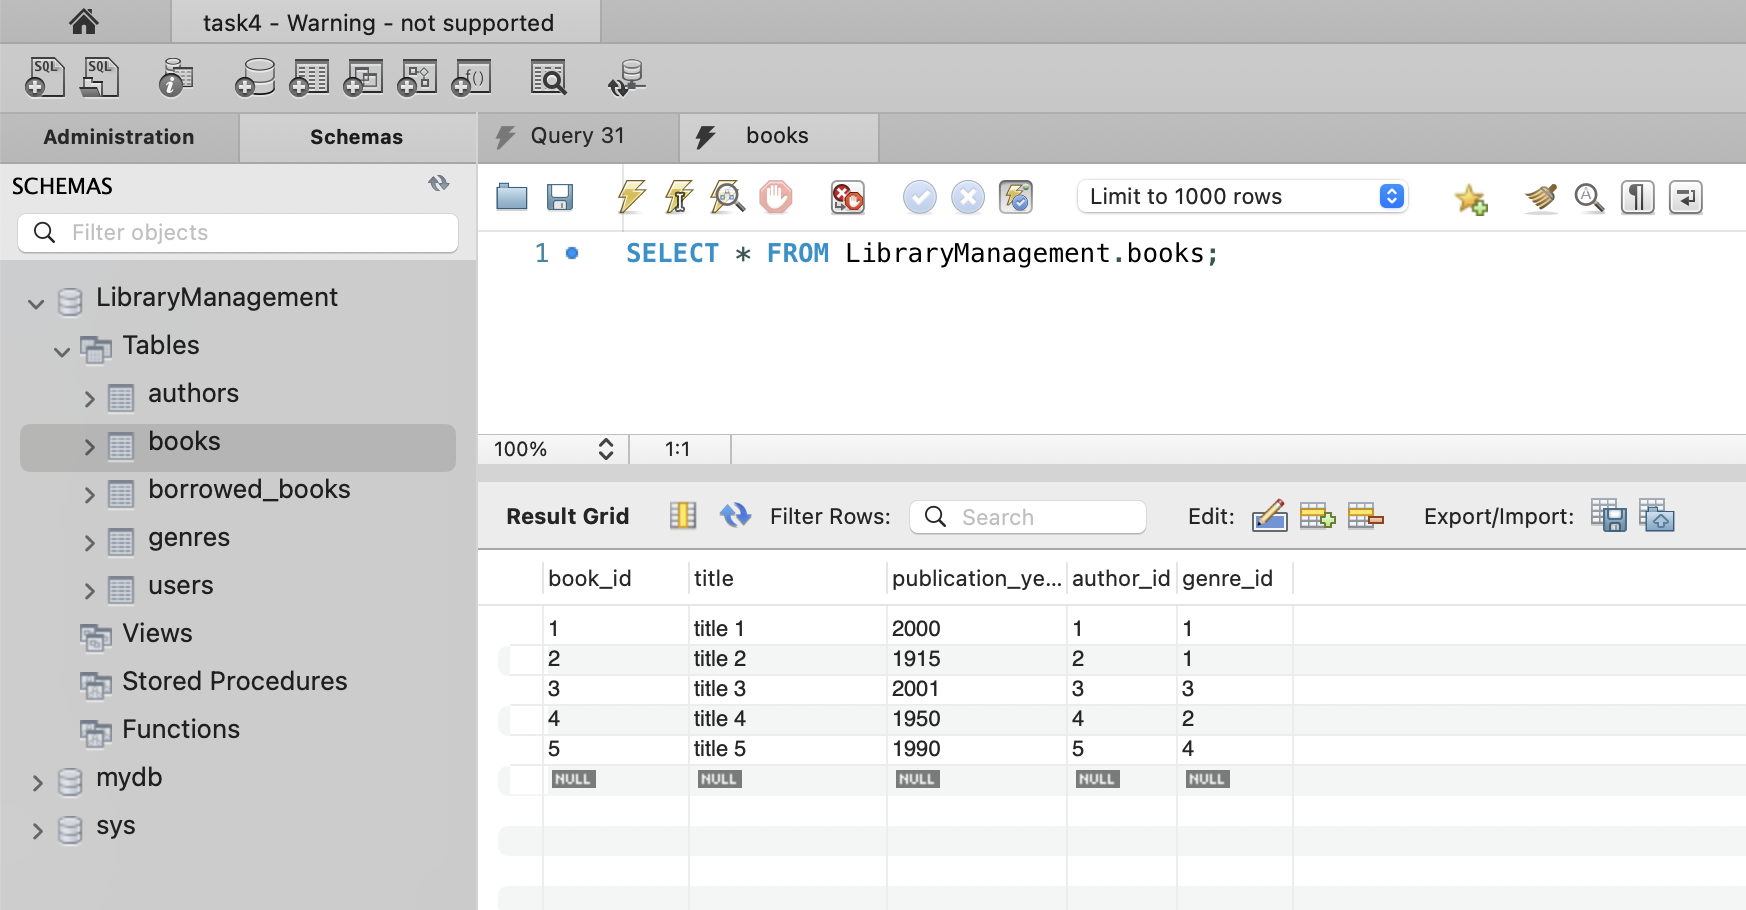 task4 - Warning - not supported
SQL SQL
Administration Schemas Query 31 books
SCHEMAS
Filter objects
Limit to 1000 rows
1 SELECT * FROM LibraryManagement.books;
LibraryManagement
Tables
authors
books
borrowed_books
genres
users
Views
Stored Procedures
Functions
mydb
sys
100% 1:1
Result Grid Filter Rows: Search Edit: Export/Import:
book_id title publication_ye... author_id genre_id
1 title 1 2000 1 1
2 title 2 1915 2 1
3 title 3 2001 3 3
4 title 4 1950 4 2
5 title 5 1990 5 4
NULL NULL NULL NULL NULL